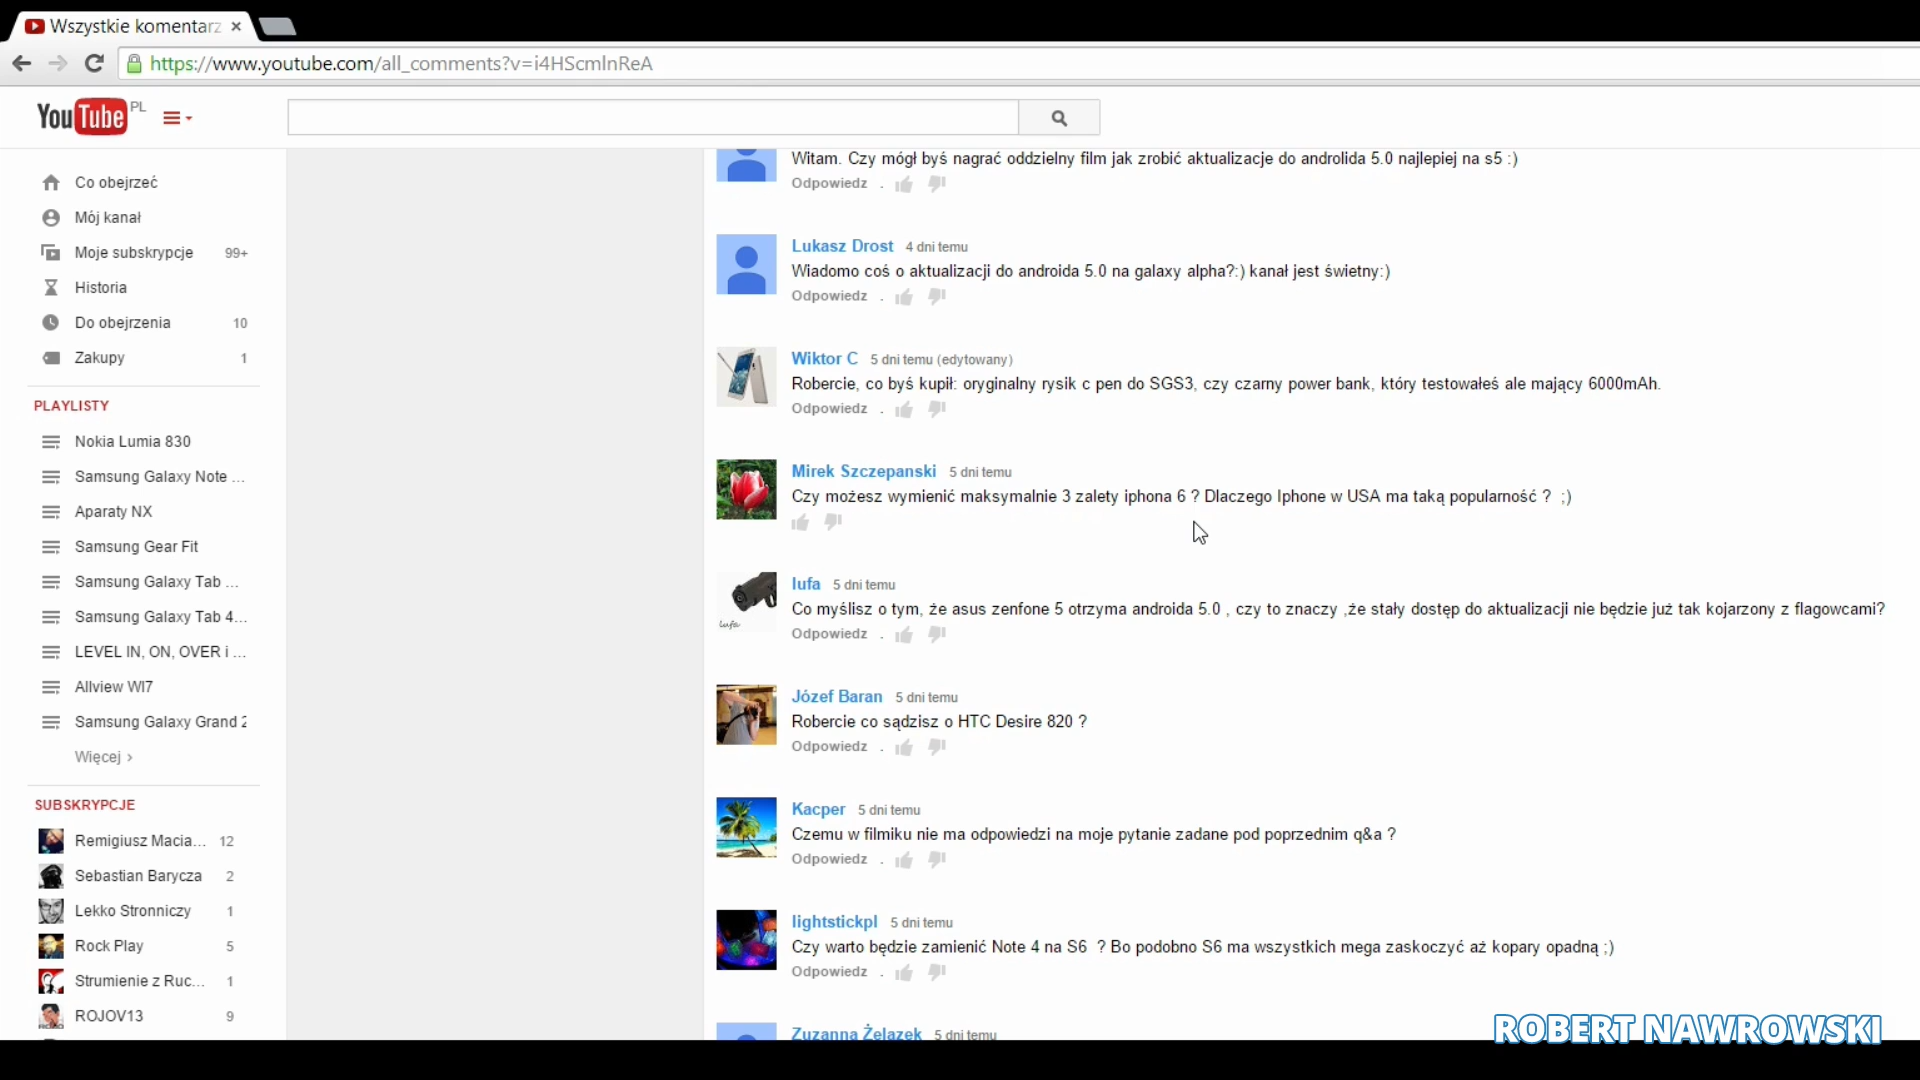 Wszystkie komentarz
https://www.youtube.com/all_comments?v=i4HScmlnReA
YouTube PL
Witam. Czy mógł byś nagrać oddzielny film jak zrobić aktualizacje do androlida 5.0 najlepiej na s5 :)
Odpowiedz .
Lukasz Drost 4 dni temu
Wiadomo coś o aktualizacji do androida 5.0 na galaxy alpha?:) kanał jest świetny:)
Odpowiedz .
Wiktor C 5 dni temu (edytowany)
Robercie, co byś kupił: oryginalny rysik c pen do SGS3, czy czarny power bank, który testowałeś ale mający 6000mAh.
Odpowiedz .
Mirek Szczepanski 5 dni temu
Czy możesz wymienić maksymalnie 3 zalety iphona 6 ? Dlaczego Iphone w USA ma taką popularność ? ;)
lufa 5 dni temu
Co myślisz o tym, że asus zenfone 5 otrzyma androida 5.0 , czy to znaczy ,że stały dostęp do aktualizacji nie będzie już tak kojarzony z flagowcami?
Odpowiedz .
Józef Baran 5 dni temu
Robercie co sądzisz o HTC Desire 820 ?
Odpowiedz .
Kacper 5 dni temu
Czemu w filmiku nie ma odpowiedzi na moje pytanie zadane pod poprzednim q&a ?
Odpowiedz .
lightstickpl 5 dni temu
Czy warto będzie zamienić Note 4 na S6 ? Bo podobno S6 ma wszystkich mega zaskoczyć aż kopary opadną ;)
Odpowiedz .
Zuzanna Żelazek 5 dni temu
Co obejrzeć
Mój kanał
Moje subskrypcje 99+
Historia
Do obejrzenia 10
Zakupy 1
PLAYLISTY
Nokia Lumia 830
Samsung Galaxy Note ...
Aparaty NX
Samsung Gear Fit
Samsung Galaxy Tab ...
Samsung Galaxy Tab 4...
LEVEL IN, ON, OVER i ...
Allview WI7
Samsung Galaxy Grand 2
Więcej ›
SUBSKRYPCJE
Remigiusz Macia... 12
Sebastian Barycza 2
Lekko Stronniczy 1
Rock Play 5
Strumienie z Ruc... 1
ROJOV13 9
ROBERT NAWROWSKI